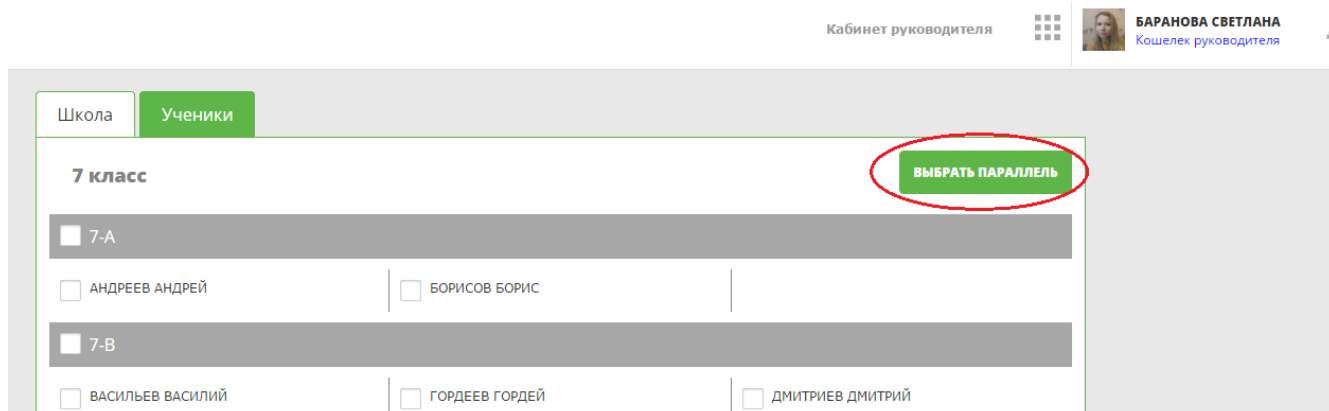 Кабинет руководителя
БАРАНОВА СВЕТЛАНА
Кошелек руководителя
Школа
Ученики
7 класс
ВЫБРАТЬ ПАРАЛЛЕЛЬ
7-А
АНДРЕЕВ АНДРЕЙ
БОРИСОВ БОРИС
7-В
ВАСИЛЬЕВ ВАСИЛИЙ
ГОРДЕЕВ ГОРДЕЙ
ДМИТРИЕВ ДМИТРИЙ